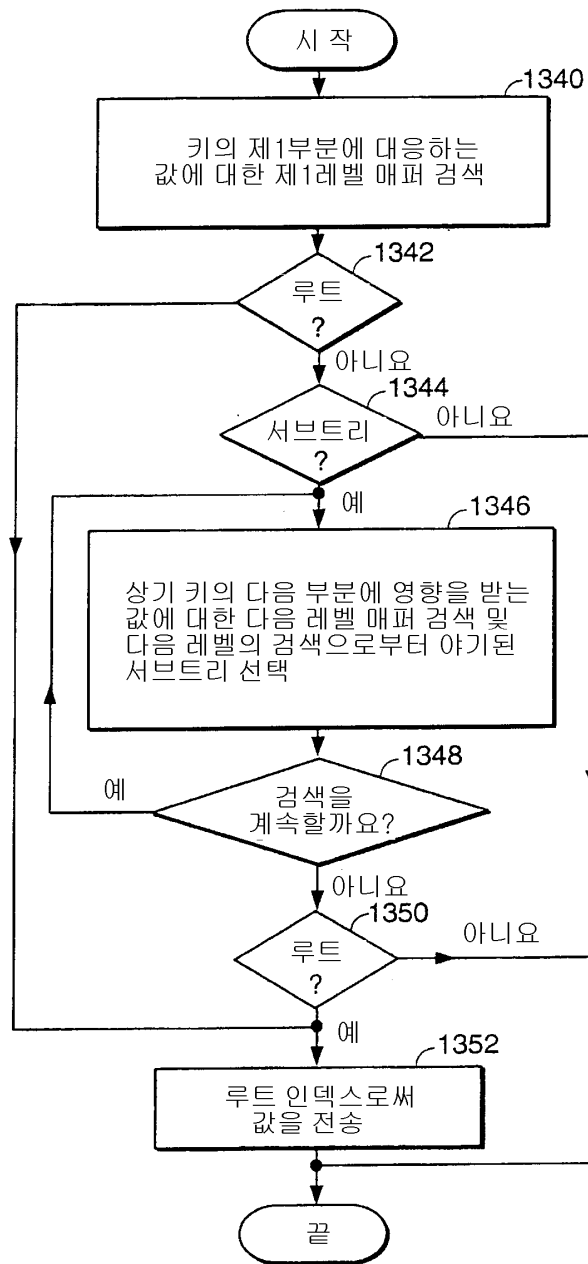 시 작
1340
키의 제1부분에 대응하는
값에 대한 제1레벨 매퍼 검색
1342
루트
?
아니요
1344
서브트리
?
아니요
예
1346
상기 키의 다음 부분에 영향을 받는
값에 대한 다음 레벨 매퍼 검색 및
다음 레벨의 검색으로부터 야기된
서브트리 선택
1348
예
검색을
계속할까요?
아니요
1350
루트
?
아니요
예
1352
루트 인덱스로써
값을 전송
끝